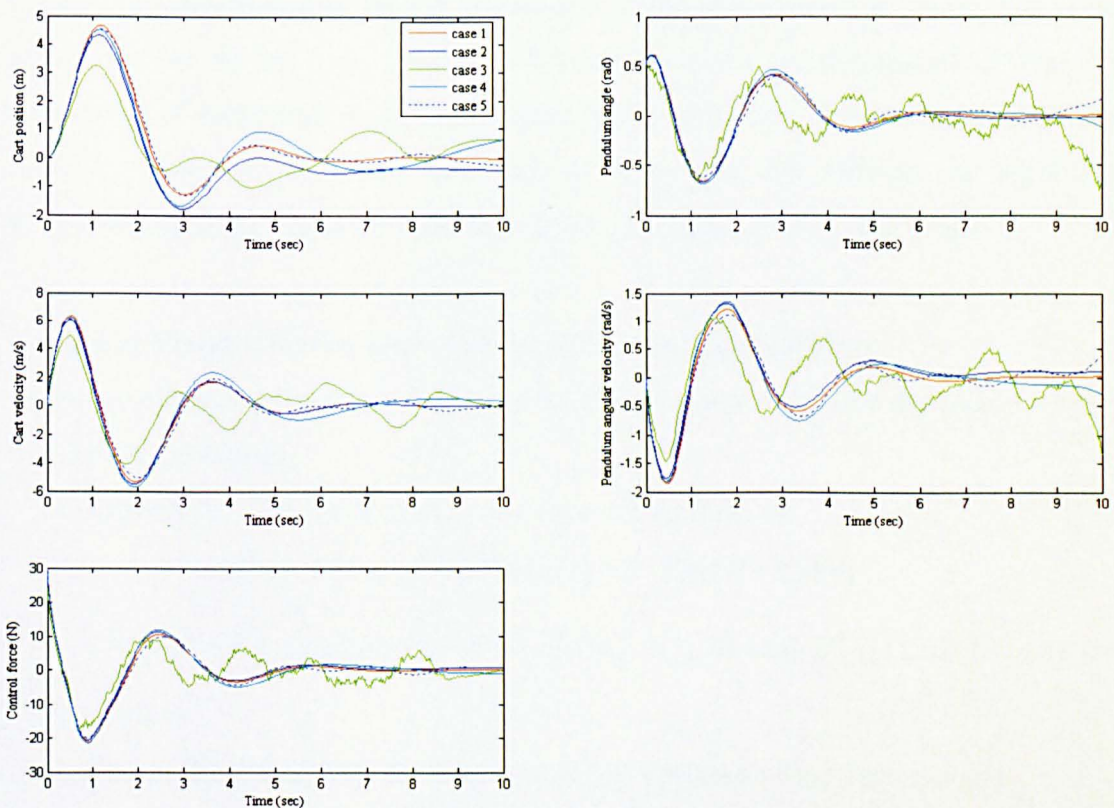 Cart position (m)
5
4
3
2
1
0
-1
-2
0 1 2 3 4 5 6 7 8 9 10
Time (sec)
case 1
case 2
case 3
case 4
case 5
Pendulum angle (rad)
1
0.5
0
-0.5
-1
0 1 2 3 4 5 6 7 8 9 10
Time (sec)
Cart velocity (m/s)
8
6
4
2
0
-2
-4
-6
0 1 2 3 4 5 6 7 8 9 10
Time (sec)
Pendulum angular velocity (rad/s)
1.5
1
0.5
0
-0.5
-1
-1.5
-2
0 1 2 3 4 5 6 7 8 9 10
Time (sec)
Control force (N)
30
20
10
0
-10
-20
-30
0 1 2 3 4 5 6 7 8 9 10
Time (sec)